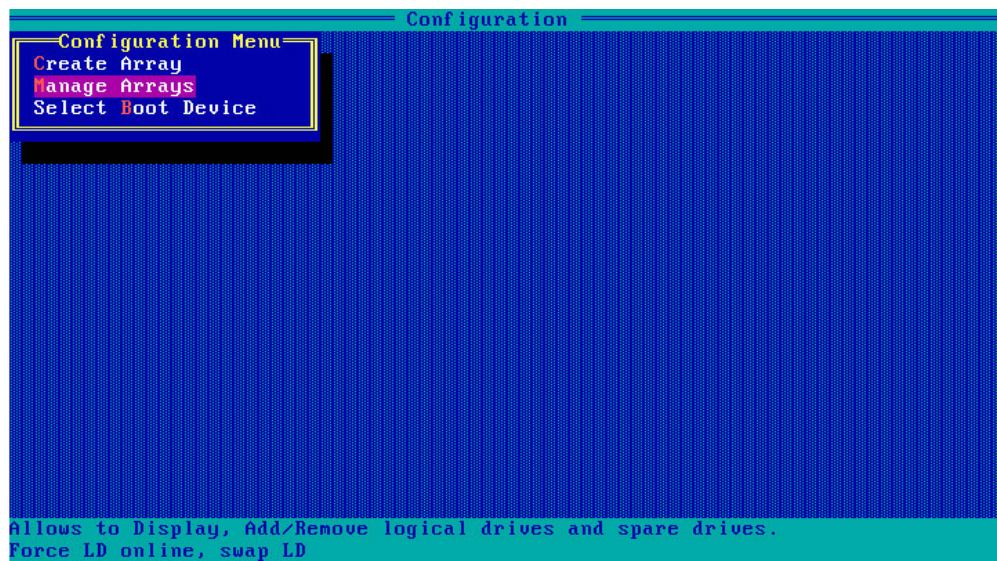 Configuration
Configuration Menu
Create Array
Manage Arrays
Select Boot Device
Allows to Display, Add/Remove logical drives and spare drives.
Force LD online, swap LD